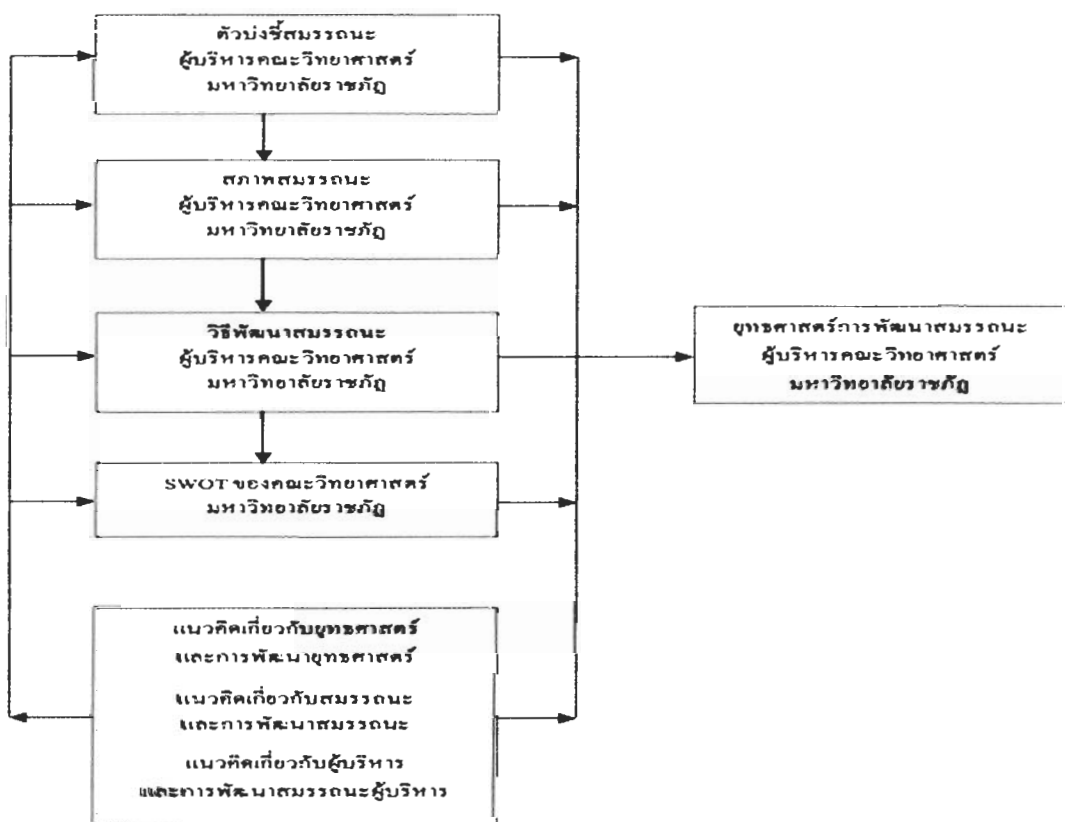 ตัวบ่งชี้สมรรถนะ
ผู้บริหารคณะวิทยาศาสตร์
มหาวิทยาลัยราชภัฏ
สภาพสมรรถนะ
ผู้บริหารคณะวิทยาศาสตร์
มหาวิทยาลัยราชภัฏ
วิธีพัฒนาสมรรถนะ
ผู้บริหารคณะวิทยาศาสตร์
มหาวิทยาลัยราชภัฏ
ยุทธศาสตร์การพัฒนาสมรรถนะ
ผู้บริหารคณะวิทยาศาสตร์
มหาวิทยาลัยราชภัฏ
SWOT ของคณะวิทยาศาสตร์
มหาวิทยาลัยราชภัฏ
แนวคิดเกี่ยวกับยุทธศาสตร์
และการพัฒนายุทธศาสตร์
แนวคิดเกี่ยวกับสมรรถนะ
และการพัฒนาสมรรถนะ
แนวคิดเกี่ยวกับผู้บริหาร
และการพัฒนาสมรรถนะผู้บริหาร